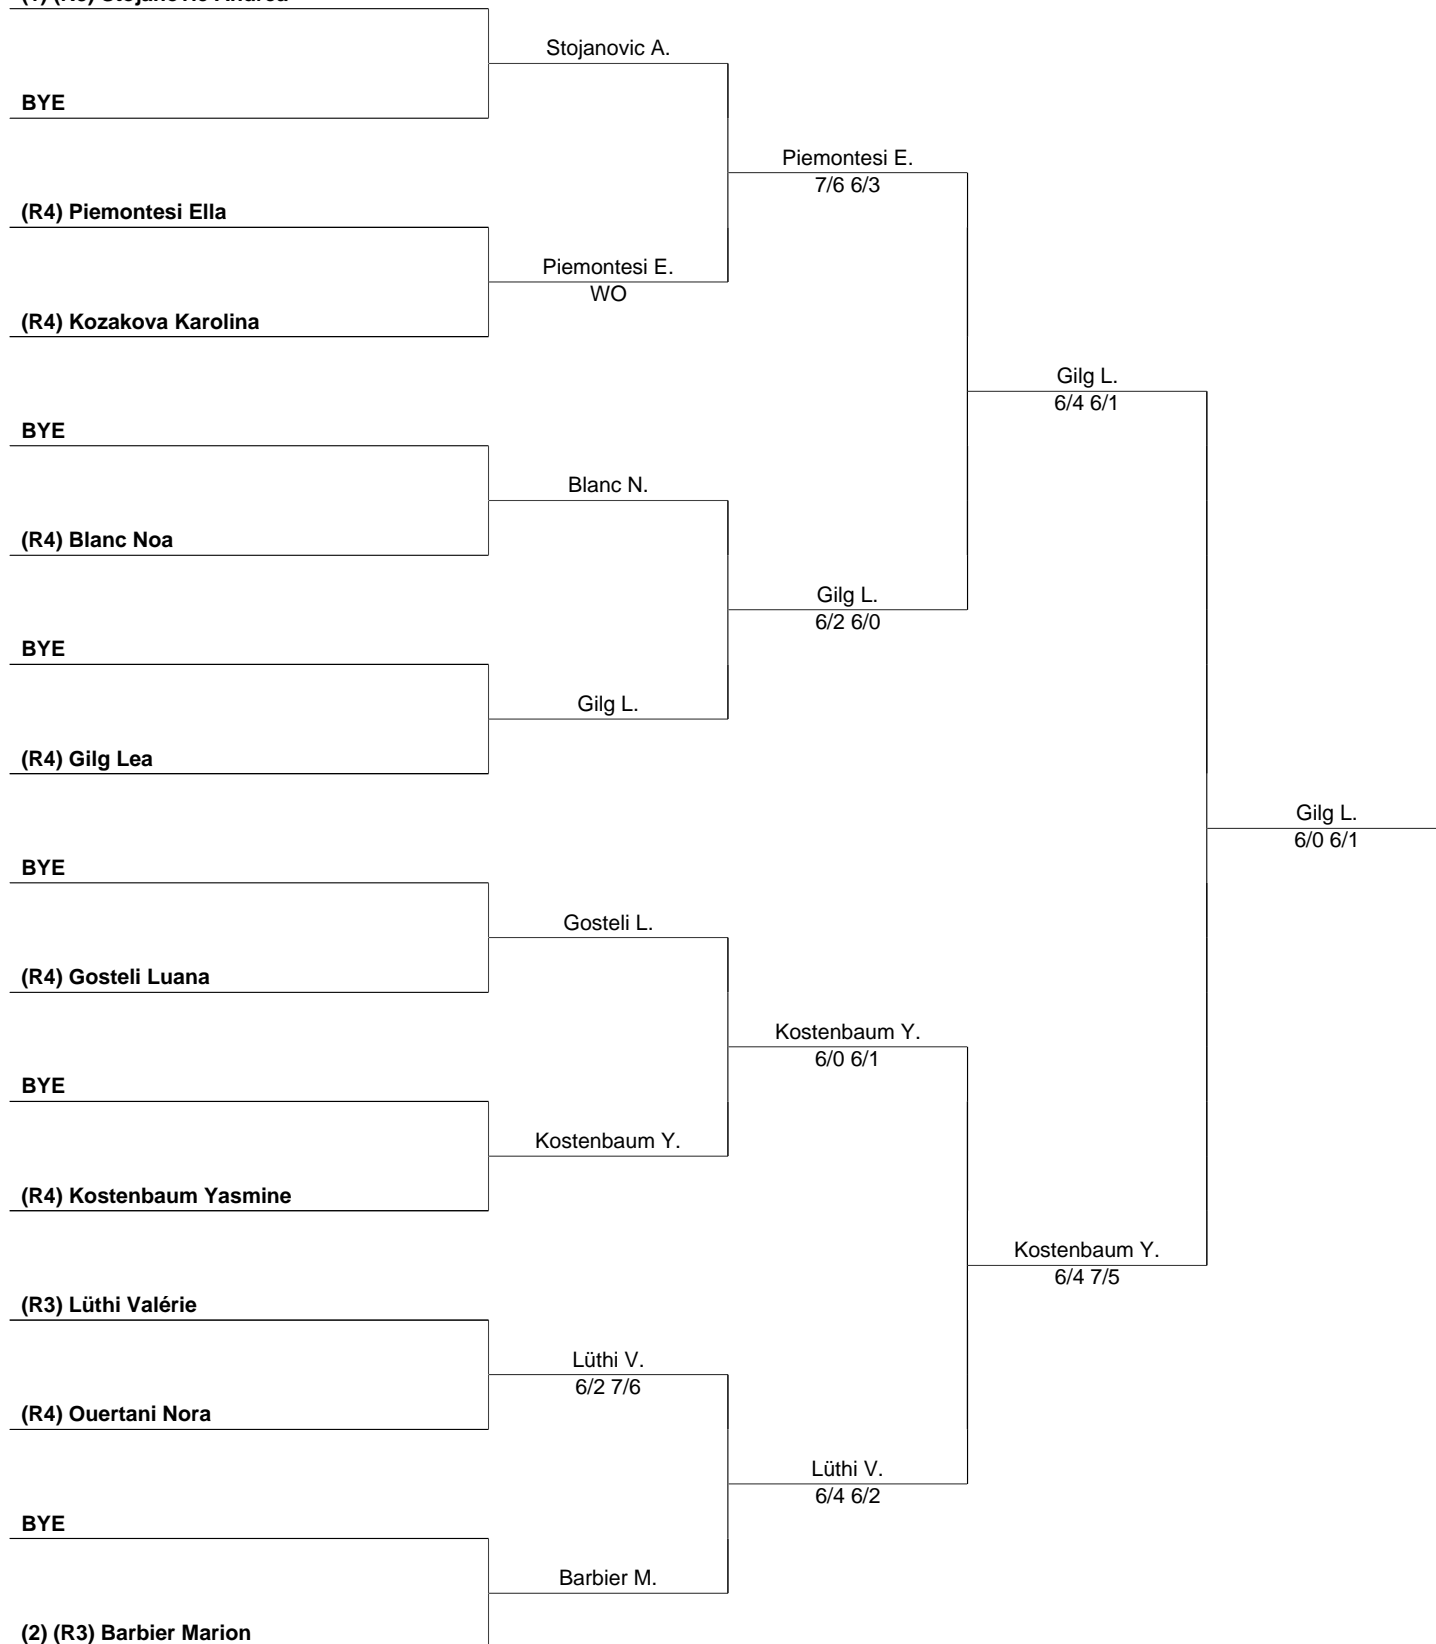 Stojanovic A.
BYE
Piemontesi E.
7/6 6/3
(R4) Piemontesi Ella
Piemontesi E.
WO
(R4) Kozakova Karolina
Gilg L.
6/4 6/1
BYE
Blanc N.
(R4) Blanc Noa
Gilg L.
6/2 6/0
BYE
Gilg L.
(R4) Gilg Lea
Gilg L.
6/0 6/1
BYE
Gosteli L.
(R4) Gosteli Luana
Kostenbaum Y.
6/0 6/1
BYE
Kostenbaum Y.
(R4) Kostenbaum Yasmine
Kostenbaum Y.
6/4 7/5
(R3) Lüthi Valérie
Lüthi V.
6/2 7/6
(R4) Ouertani Nora
Lüthi V.
6/4 6/2
BYE
Barbier M.
(2) (R3) Barbier Marion